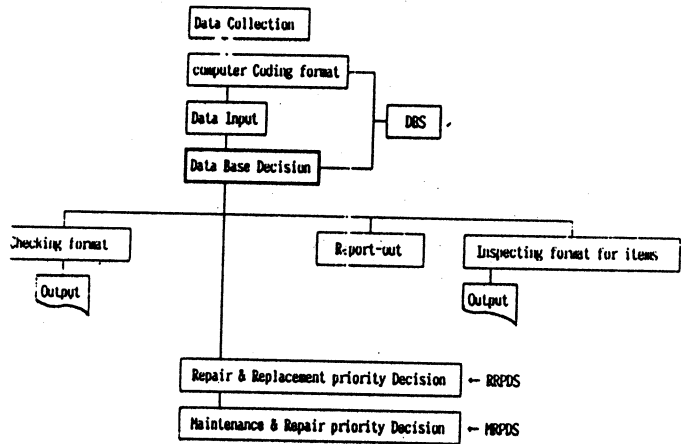 Data Collection
computer Coding format
Data Input
DBS
Data Base Decision
Checking format
Report-out
Inspecting format for items
Output
Output
Repair & Replacement priority Decision
← RRPDS
Maintenance & Repair priority Decision
← MRPDS